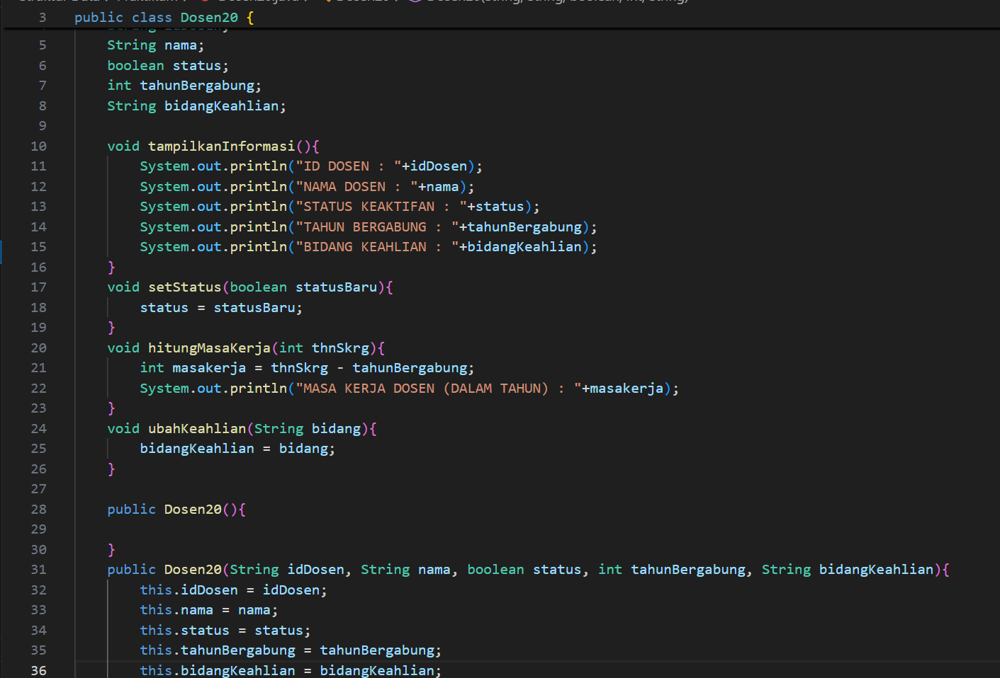 3 public class Dosen20 {
5 String nama;
6 boolean status;
7 int tahunBergabung;
8 String bidangKeahlian;
9
10 void tampilkanInformasi(){
11 System.out.println("ID DOSEN : "+idDosen);
12 System.out.println("NAMA DOSEN : "+nama);
13 System.out.println("STATUS KEAKTIFAN : "+status);
14 System.out.println("TAHUN BERGABUNG : "+tahunBergabung);
15 System.out.println("BIDANG KEAHLIAN : "+bidangKeahlian);
16 }
17 void setStatus(boolean statusBaru){
18 status = statusBaru;
19 }
20 void hitungMasaKerja(int thnSkrg){
21 int masakerja = thnSkrg - tahunBergabung;
22 System.out.println("MASA KERJA DOSEN (DALAM TAHUN) : "+masakerja);
23 }
24 void ubahKeahlian(String bidang){
25 bidangKeahlian = bidang;
26 }
27
28 public Dosen20(){
29
30 }
31 public Dosen20(String idDosen, String nama, boolean status, int tahunBergabung, String bidangKeahlian){
32 this.idDosen = idDosen;
33 this.nama = nama;
34 this.status = status;
35 this.tahunBergabung = tahunBergabung;
36 this.bidangKeahlian = bidangKeahlian;